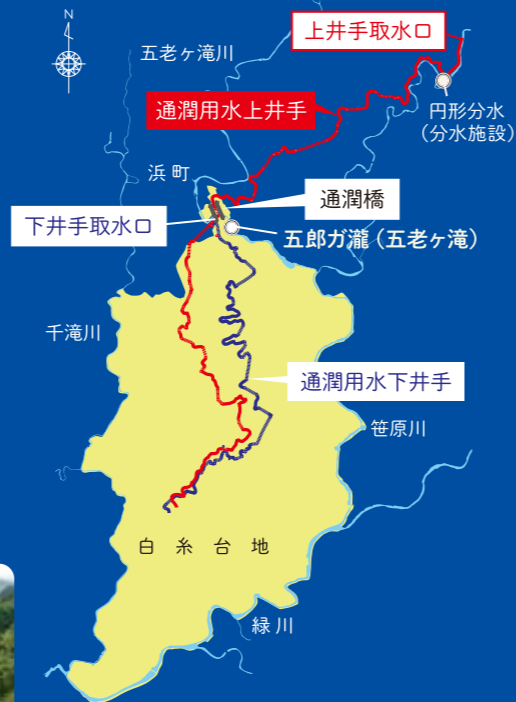 N
上井手取水口
五老ヶ滝川
通潤用水上井手
円形分水
(分水施設)
浜町
通潤橋
下井手取水口
五郎が瀧(五老ヶ滝)
千滝川
通潤用水下井手
笹原川
白糸台地
緑川